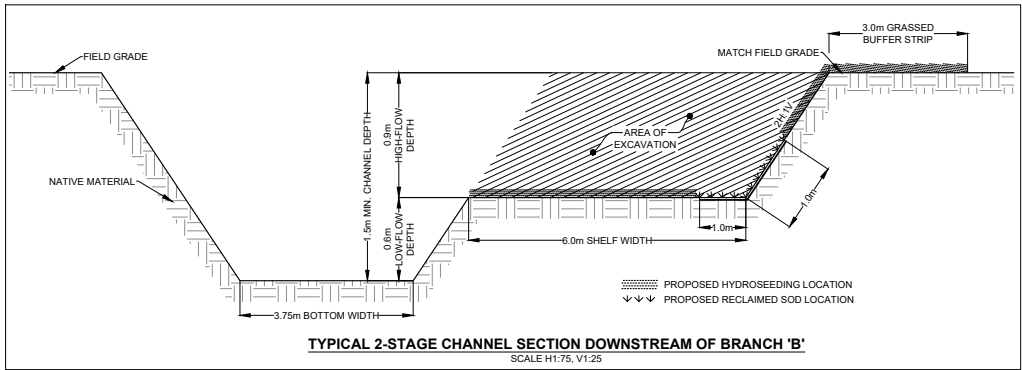 3.0m GRASSED
BUFFER STRIP
FIELD GRADE
MATCH FIELD GRADE
2H:1V
1.5m MIN. CHANNEL DEPTH
0.9m
HIGH-FLOW
DEPTH
AREA OF
EXCAVATION
NATIVE MATERIAL
0.6m
LOW-FLOW
DEPTH
1.0m
1.0m
6.0m SHELF WIDTH
PROPOSED HYDROSEEDING LOCATION
PROPOSED RECLAIMED SOD LOCATION
3.75m BOTTOM WIDTH
TYPICAL 2-STAGE CHANNEL SECTION DOWNSTREAM OF BRANCH 'B'
SCALE H1:75, V1:25